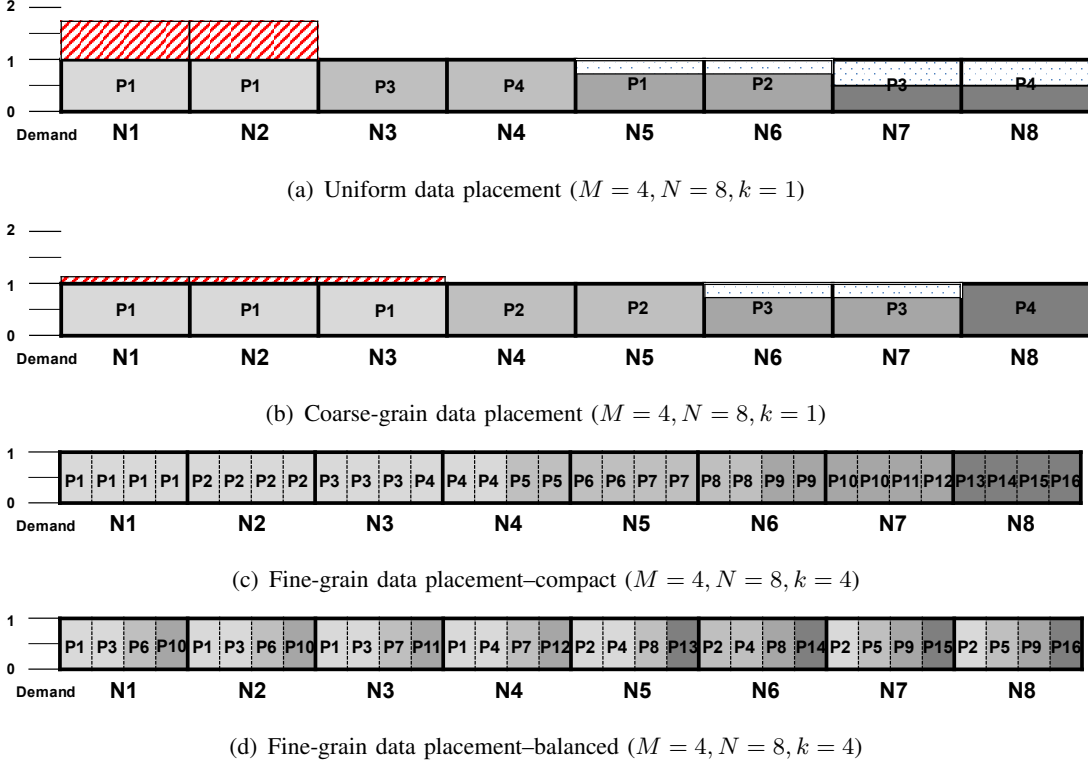 2
1
0
P1 P1 P3 P4 P1 P2 P3 P4
Demand N1 N2 N3 N4 N5 N6 N7 N8
(a) Uniform data placement (M = 4, N = 8, k = 1)
2
1
0
P1 P1 P1 P2 P2 P3 P3 P4
Demand N1 N2 N3 N4 N5 N6 N7 N8
(b) Coarse-grain data placement (M = 4, N = 8, k = 1)
1
0
P1 P1 P1 P1 P2 P2 P2 P2 P3 P3 P3 P4 P4 P4 P5 P5 P6 P6 P7 P7 P8 P8 P9 P9 P10 P10 P11 P12 P13 P14 P15 P16
Demand N1 N2 N3 N4 N5 N6 N7 N8
(c) Fine-grain data placement–compact (M = 4, N = 8, k = 4)
1
0
P1 P3 P6 P10 P1 P3 P6 P10 P1 P3 P7 P11 P1 P4 P7 P12 P2 P4 P8 P13 P2 P4 P8 P14 P2 P5 P9 P15 P2 P5 P9 P16
Demand N1 N2 N3 N4 N5 N6 N7 N8
(d) Fine-grain data placement–balanced (M = 4, N = 8, k = 4)